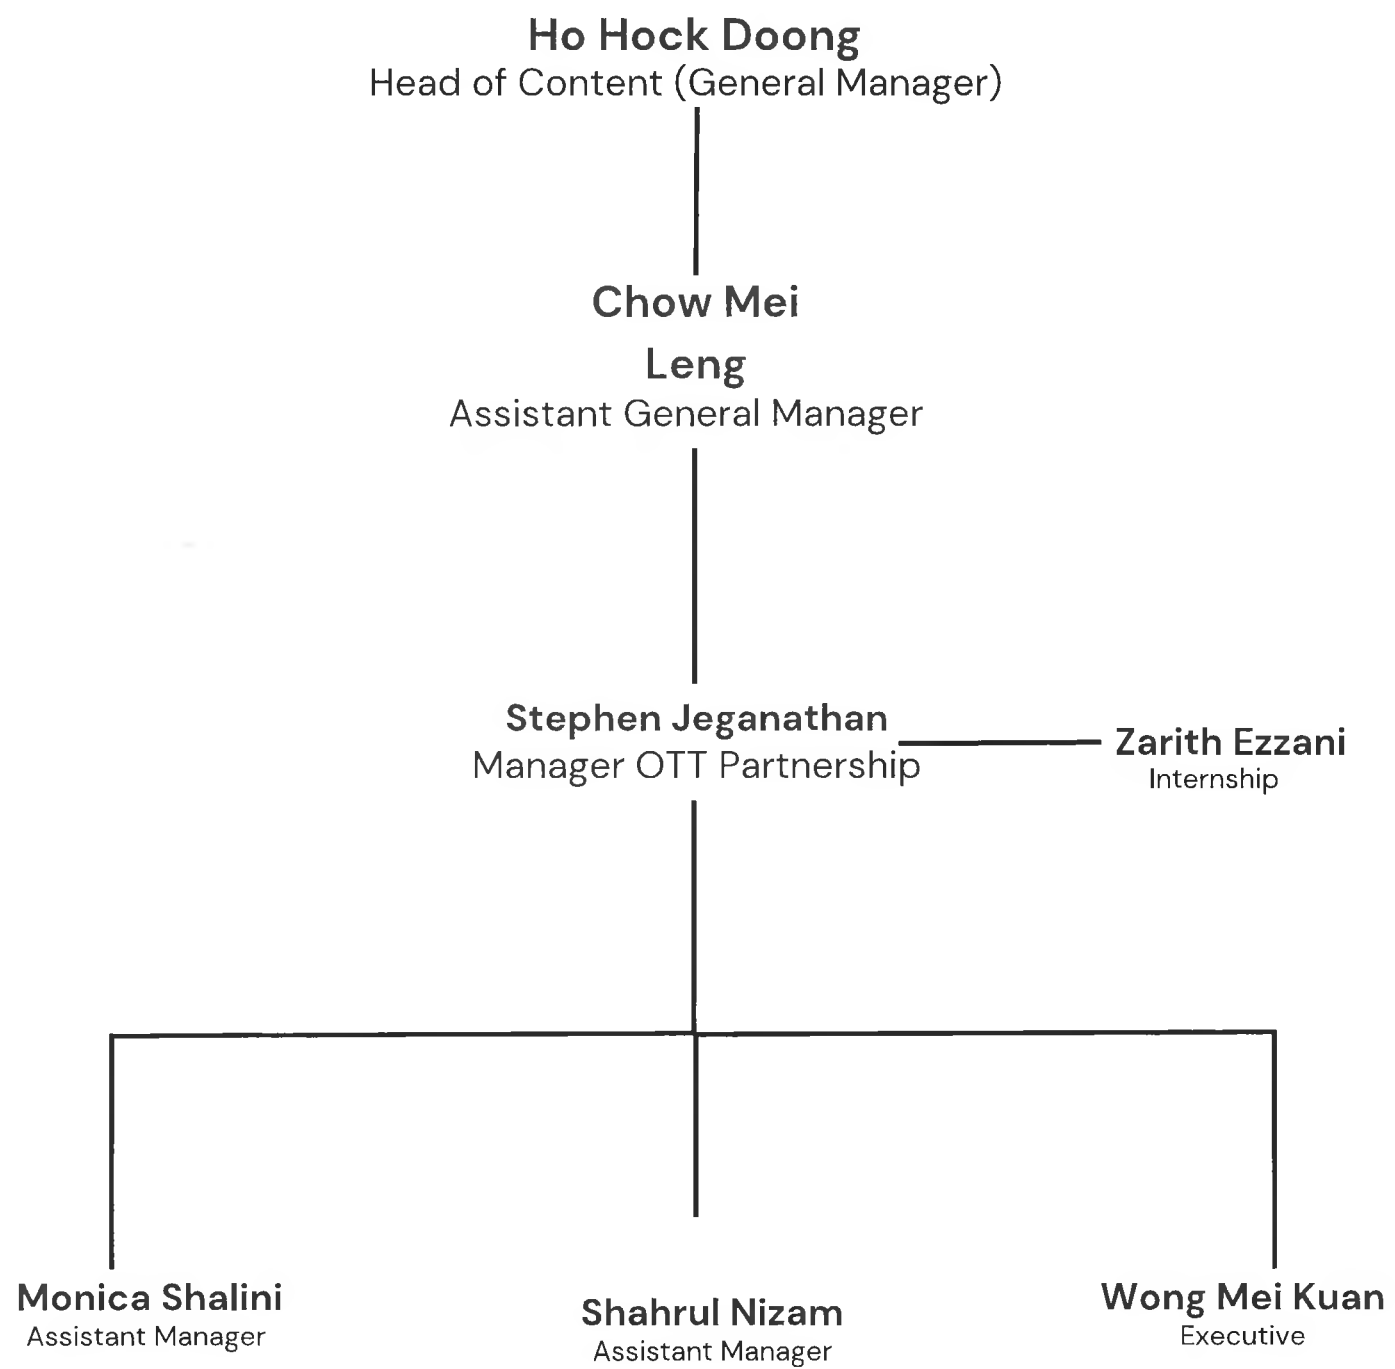 Ho Hock Doong
Head of Content (General Manager)
Chow Mei
Leng
Assistant General Manager
Stephen Jeganathan
Manager OTT Partnership
Zarith Ezzani
Internship
Monica Shalini
Assistant Manager
Shahrul Nizam
Assistant Manager
Wong Mei Kuan
Executive